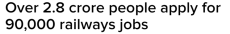 Over 2.8 crore people apply for
90,000 railways jobs